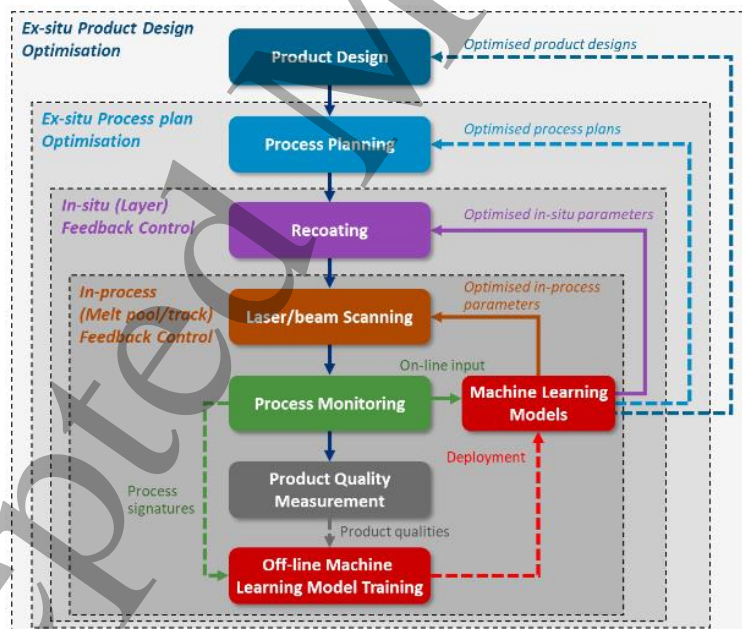 Ex-situ Product Design
Optimisation
Product Design
Optimised product designs
Ex-situ Process plan
Optimisation
Process Planning
Optimised process plans
In-situ (Layer)
Feedback Control
Recoating
Optimised in-situ parameters
In-process
(Melt pool/track)
Feedback Control
Laser/beam Scanning
Optimised in-process
parameters
On-line input
Process Monitoring
Machine Learning
Models
Deployment
Product Quality
Measurement
Process
signatures
Product qualities
Off-line Machine
Learning Model Training
pted M